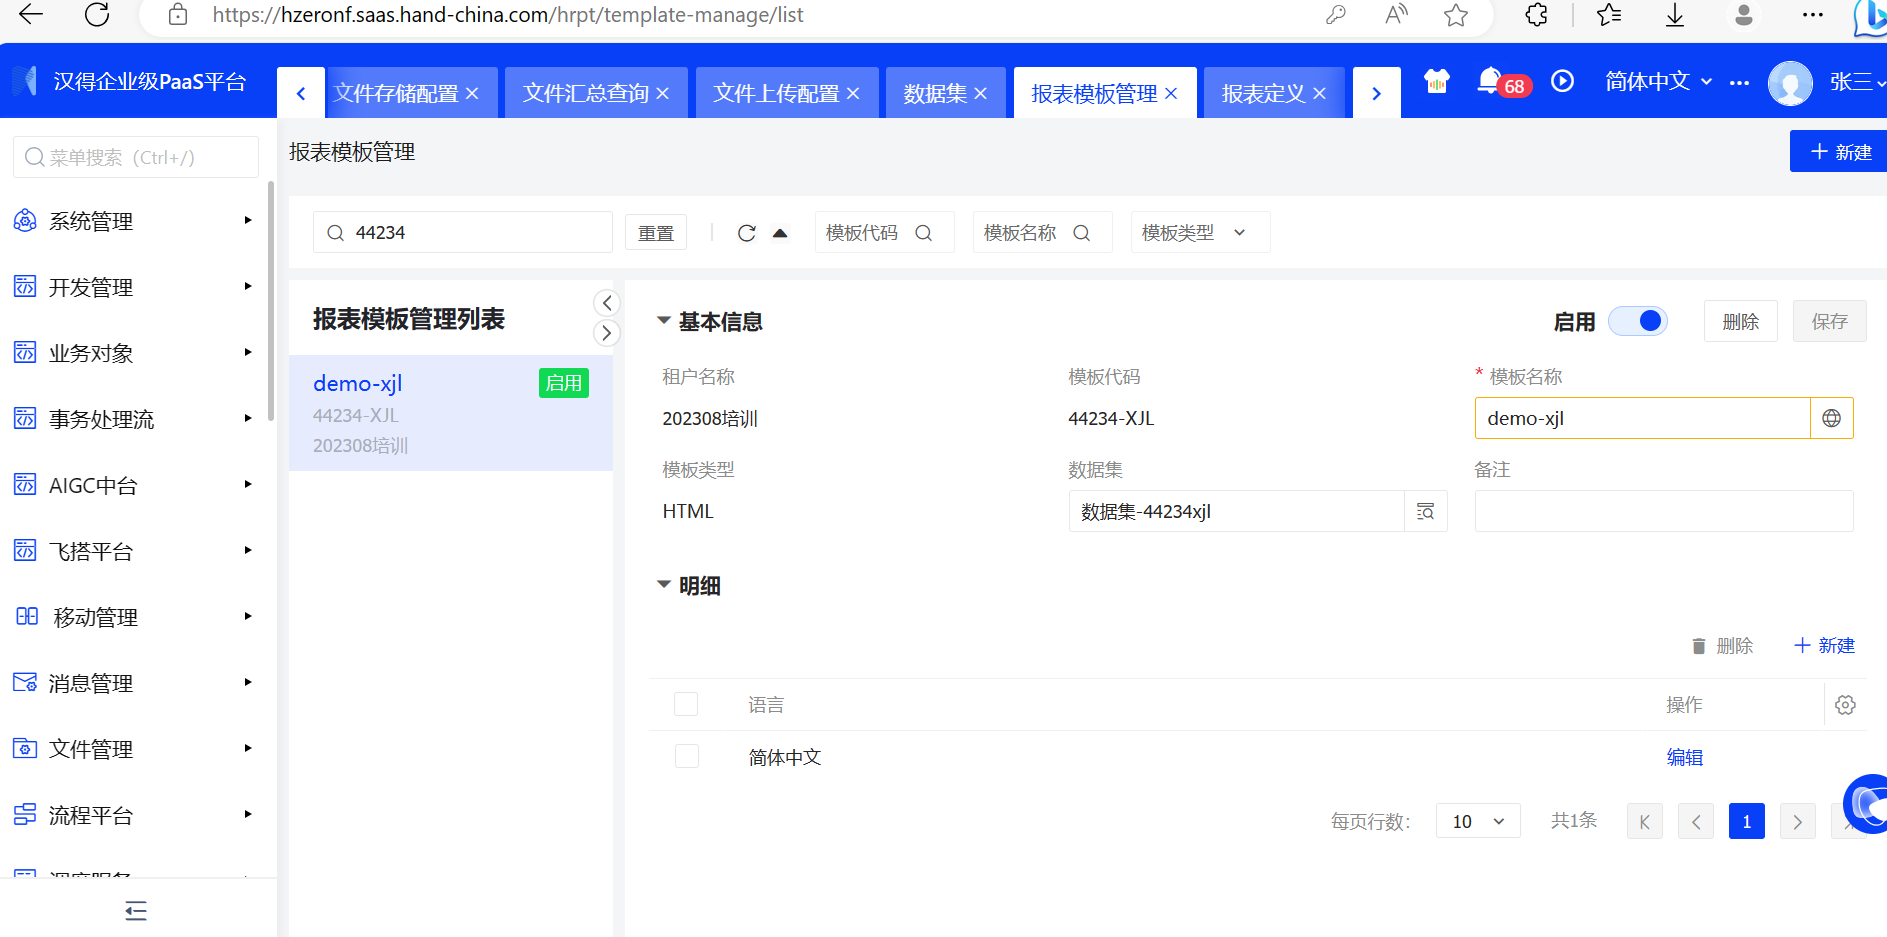 https://hzeronf.saas.hand-china.com/hrpt/template-manage/list
汉得企业级PaaS平台
文件存储配置
文件汇总查询
文件上传配置
数据集
报表模板管理
报表定义
68
简体中文
张三
菜单搜索（Ctrl+/）
系统管理
开发管理
业务对象
事务处理流
AIGC中台
飞搭平台
移动管理
消息管理
文件管理
流程平台
报表模板管理
新建
44234
重置
模板代码
模板名称
模板类型
报表模板管理列表
demo-xjl
启用
44234-XJL
202308培训
基本信息
启用
删除
保存
租户名称
模板代码
* 模板名称
202308培训
44234-XJL
demo-xjl
模板类型
数据集
备注
HTML
数据集-44234xjl
明细
删除
新建
语言
操作
简体中文
编辑
每页行数：
10
共1条
1